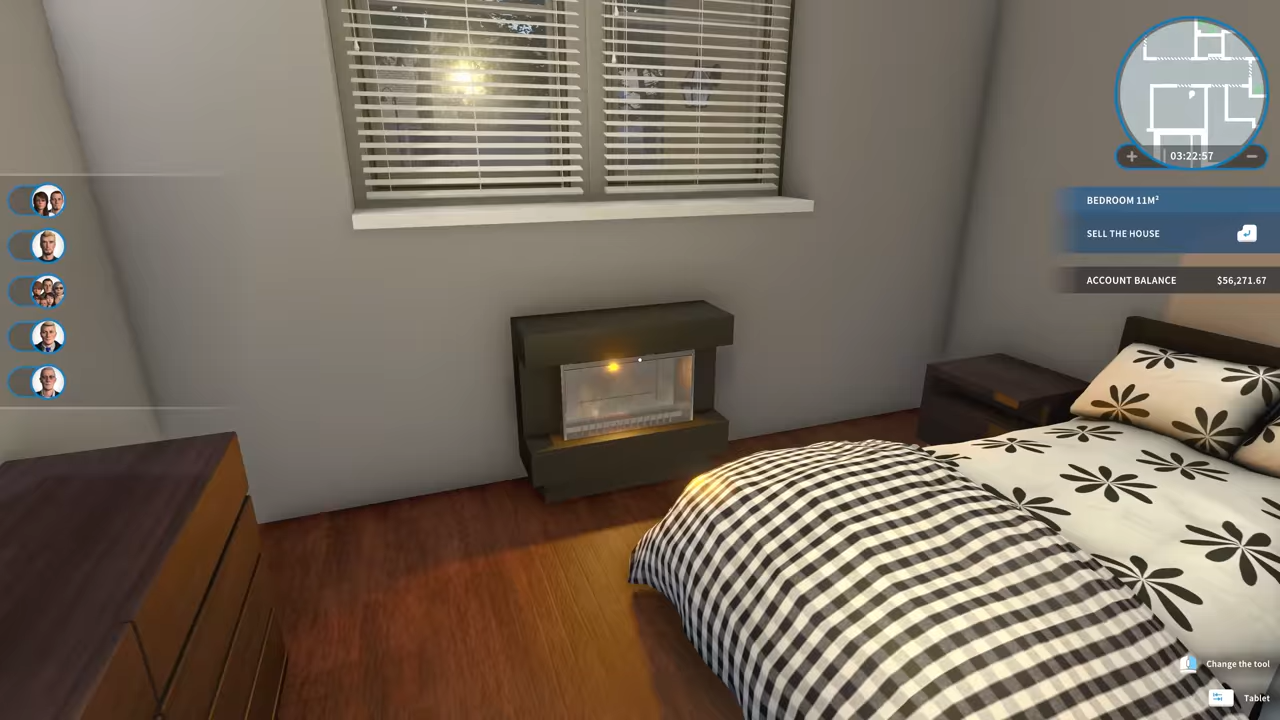 03:22:57
BEDROOM 11M²
SELL THE HOUSE
ACCOUNT BALANCE $56,271.67
Change the tool
Tablet